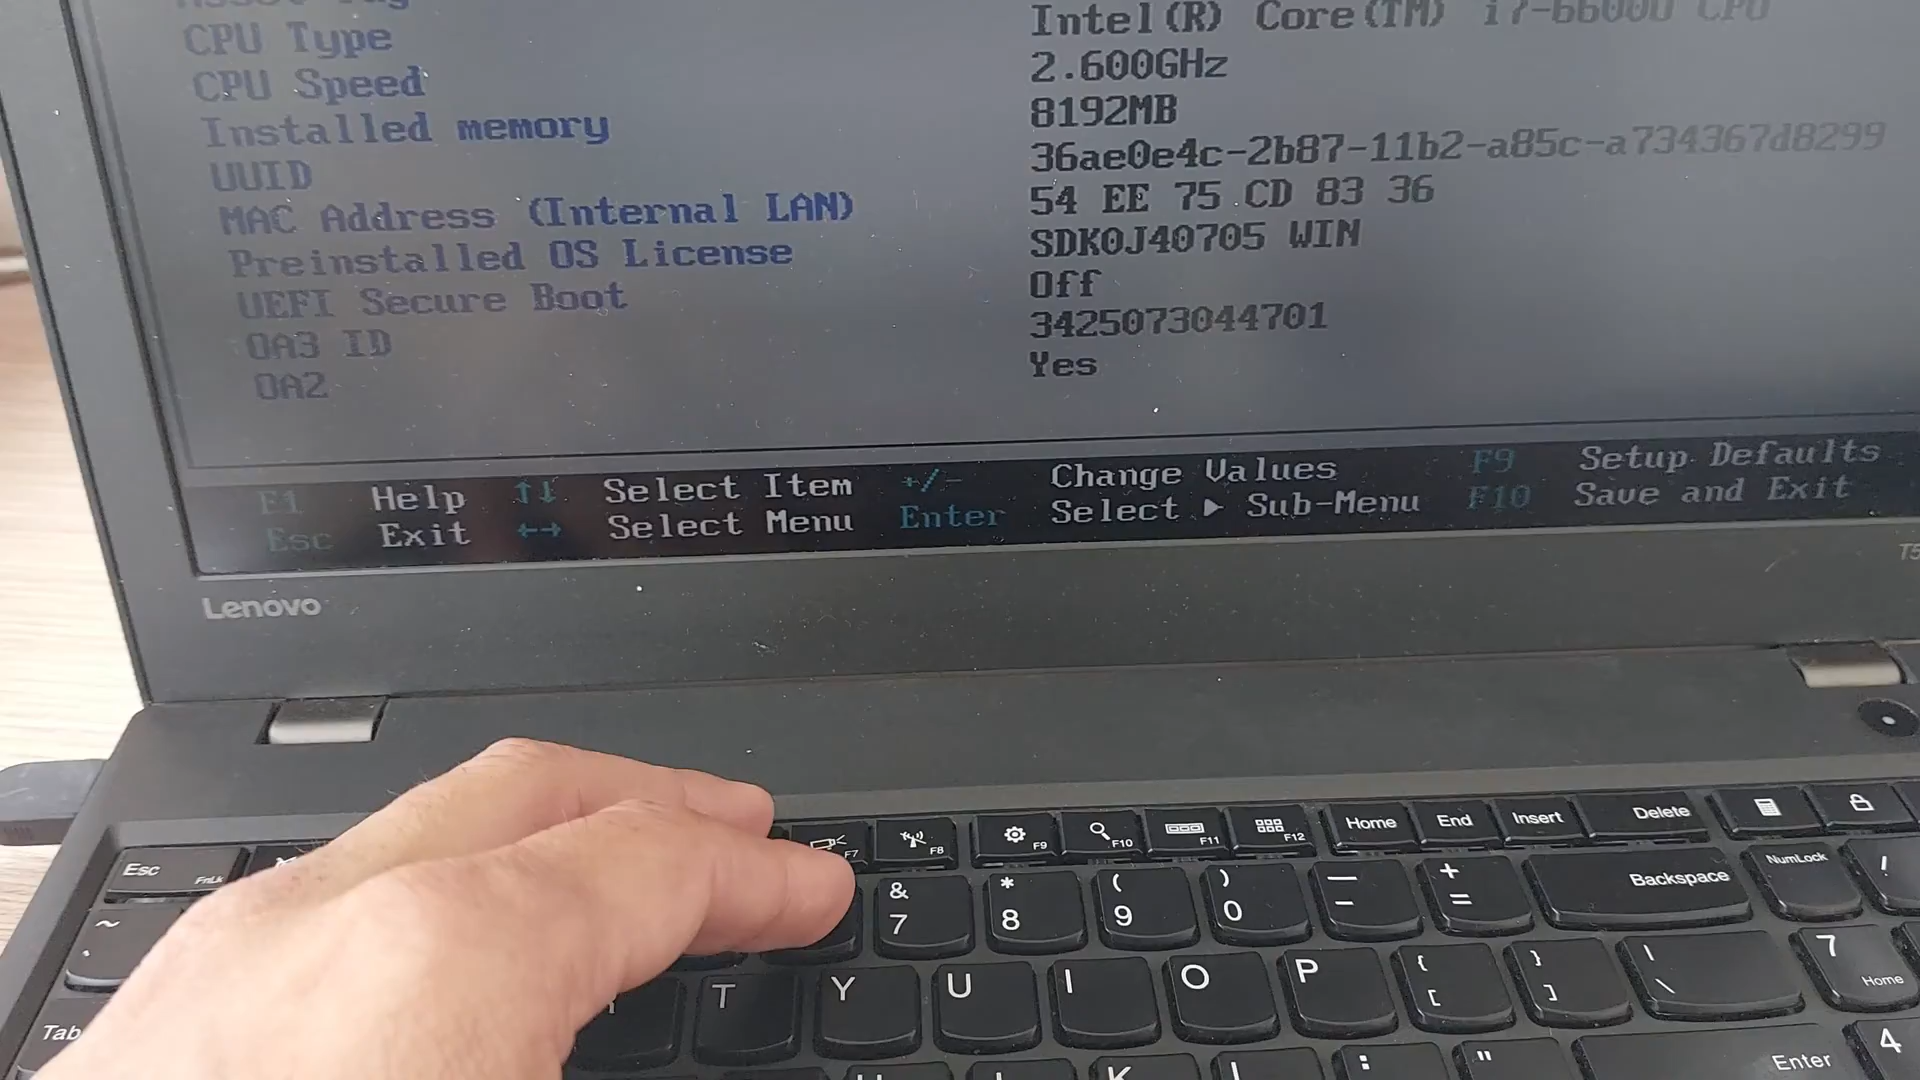 CPU Type Intel(R) Core(TM) i7-6600U CPU
CPU Speed 2.600GHz
Installed memory 8192MB
UUID 36ae0e4c-2b87-11b2-a85c-a734367d8299
MAC Address (Internal LAN) 54 EE 75 CD 83 36
Preinstalled OS License SDK0J40705 WIN
UEFI Secure Boot Off
OA3 ID 3425073044701
OA2 Yes
F1 Help ↑↓ Select Item +/- Change Values F9 Setup Defaults
Esc Exit ←→ Select Menu Enter Select ▶ Sub-Menu F10 Save and Exit
Lenovo
Esc FnLk F7 F8 F9 F10 F11 F12 Home End Insert Delete
~ ` & 7 * 8 ( 9 ) 0 — - + = Backspace NumLock
Tab T Y U I O P { [ } ] | \ 7 Home
K L : " Enter 4